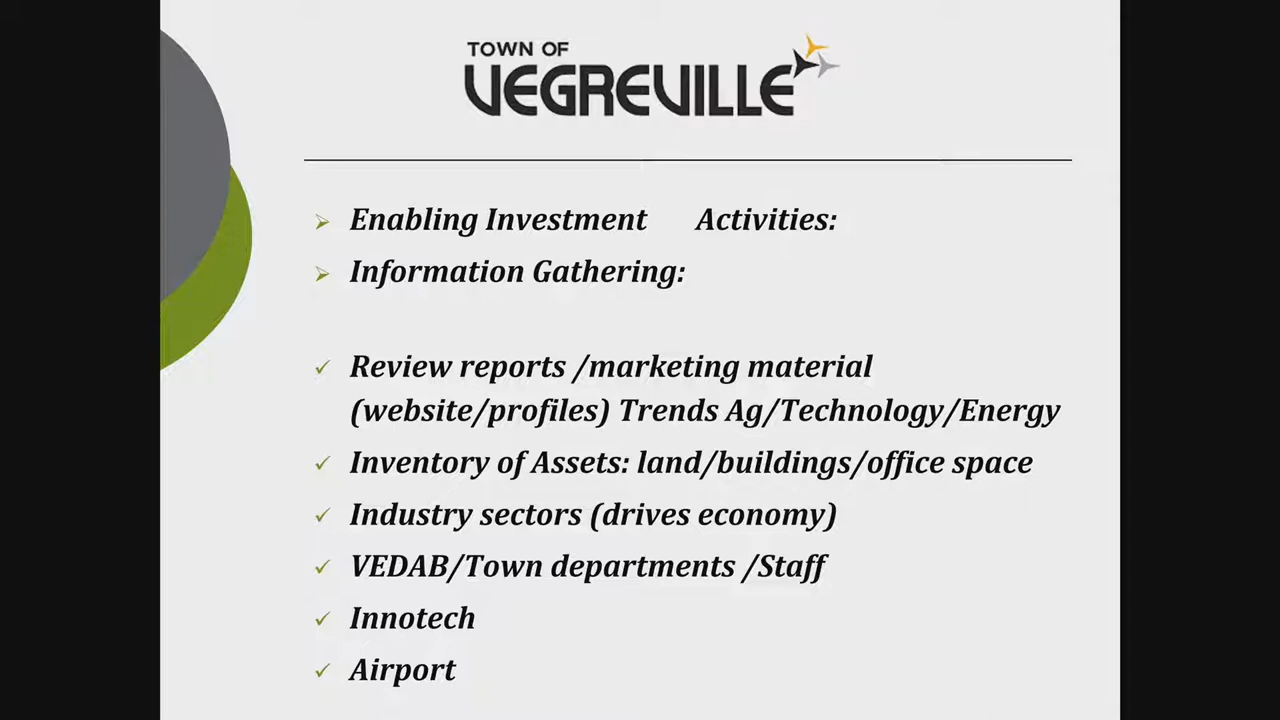 TOWN OF
VEGREVILLE
Enabling Investment Activities:
Information Gathering:
Review reports /marketing material
(website/profiles) Trends Ag/Technology/Energy
Inventory of Assets: land/buildings/office space
Industry sectors (drives economy)
VEDAB/Town departments /Staff
Innotech
Airport